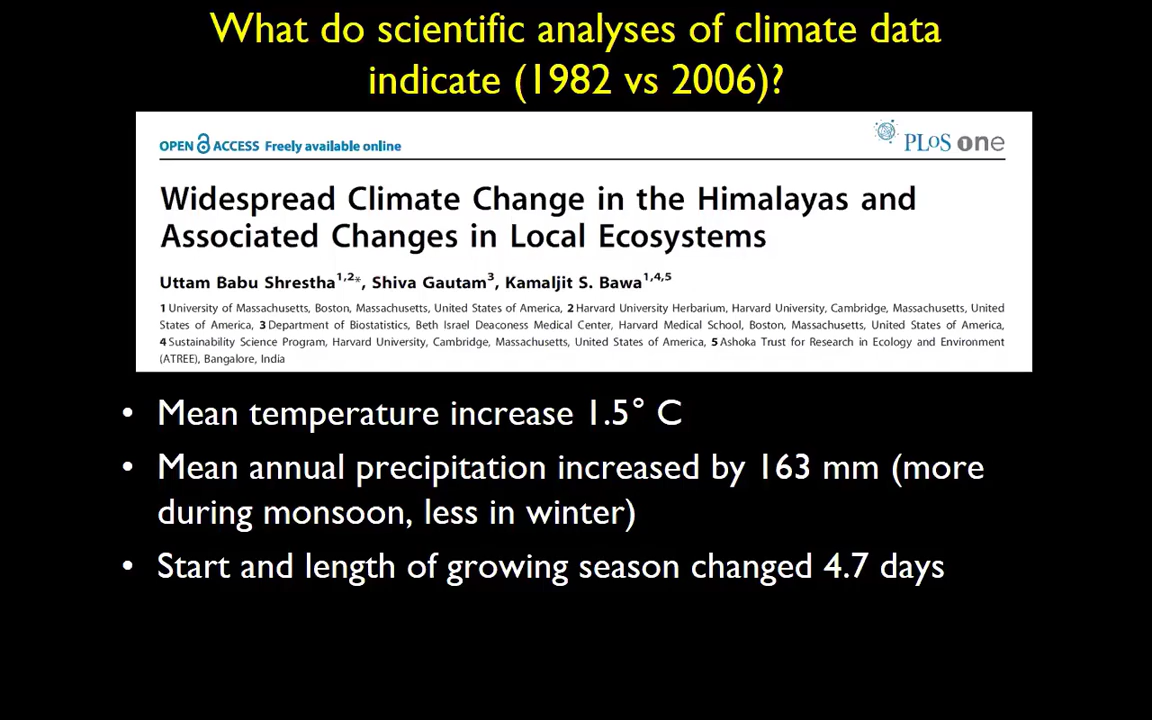 What do scientific analyses of climate data
indicate (1982 vs 2006)?
OPEN ACCESS Freely available online
PLoS one
Widespread Climate Change in the Himalayas and
Associated Changes in Local Ecosystems
Uttam Babu Shrestha1,2*, Shiva Gautam3, Kamaljit S. Bawa1,4,5
1 University of Massachusetts, Boston, Massachusetts, United States of America, 2 Harvard University Herbarium, Harvard University, Cambridge, Massachusetts, United
States of America, 3 Department of Biostatistics, Beth Israel Deaconess Medical Center, Harvard Medical School, Boston, Massachusetts, United States of America,
4 Sustainability Science Program, Harvard University, Cambridge, Massachusetts, United States of America, 5 Ashoka Trust for Research in Ecology and Environment
(ATREE), Bangalore, India
• Mean temperature increase 1.5° C
• Mean annual precipitation increased by 163 mm (more
during monsoon, less in winter)
• Start and length of growing season changed 4.7 days